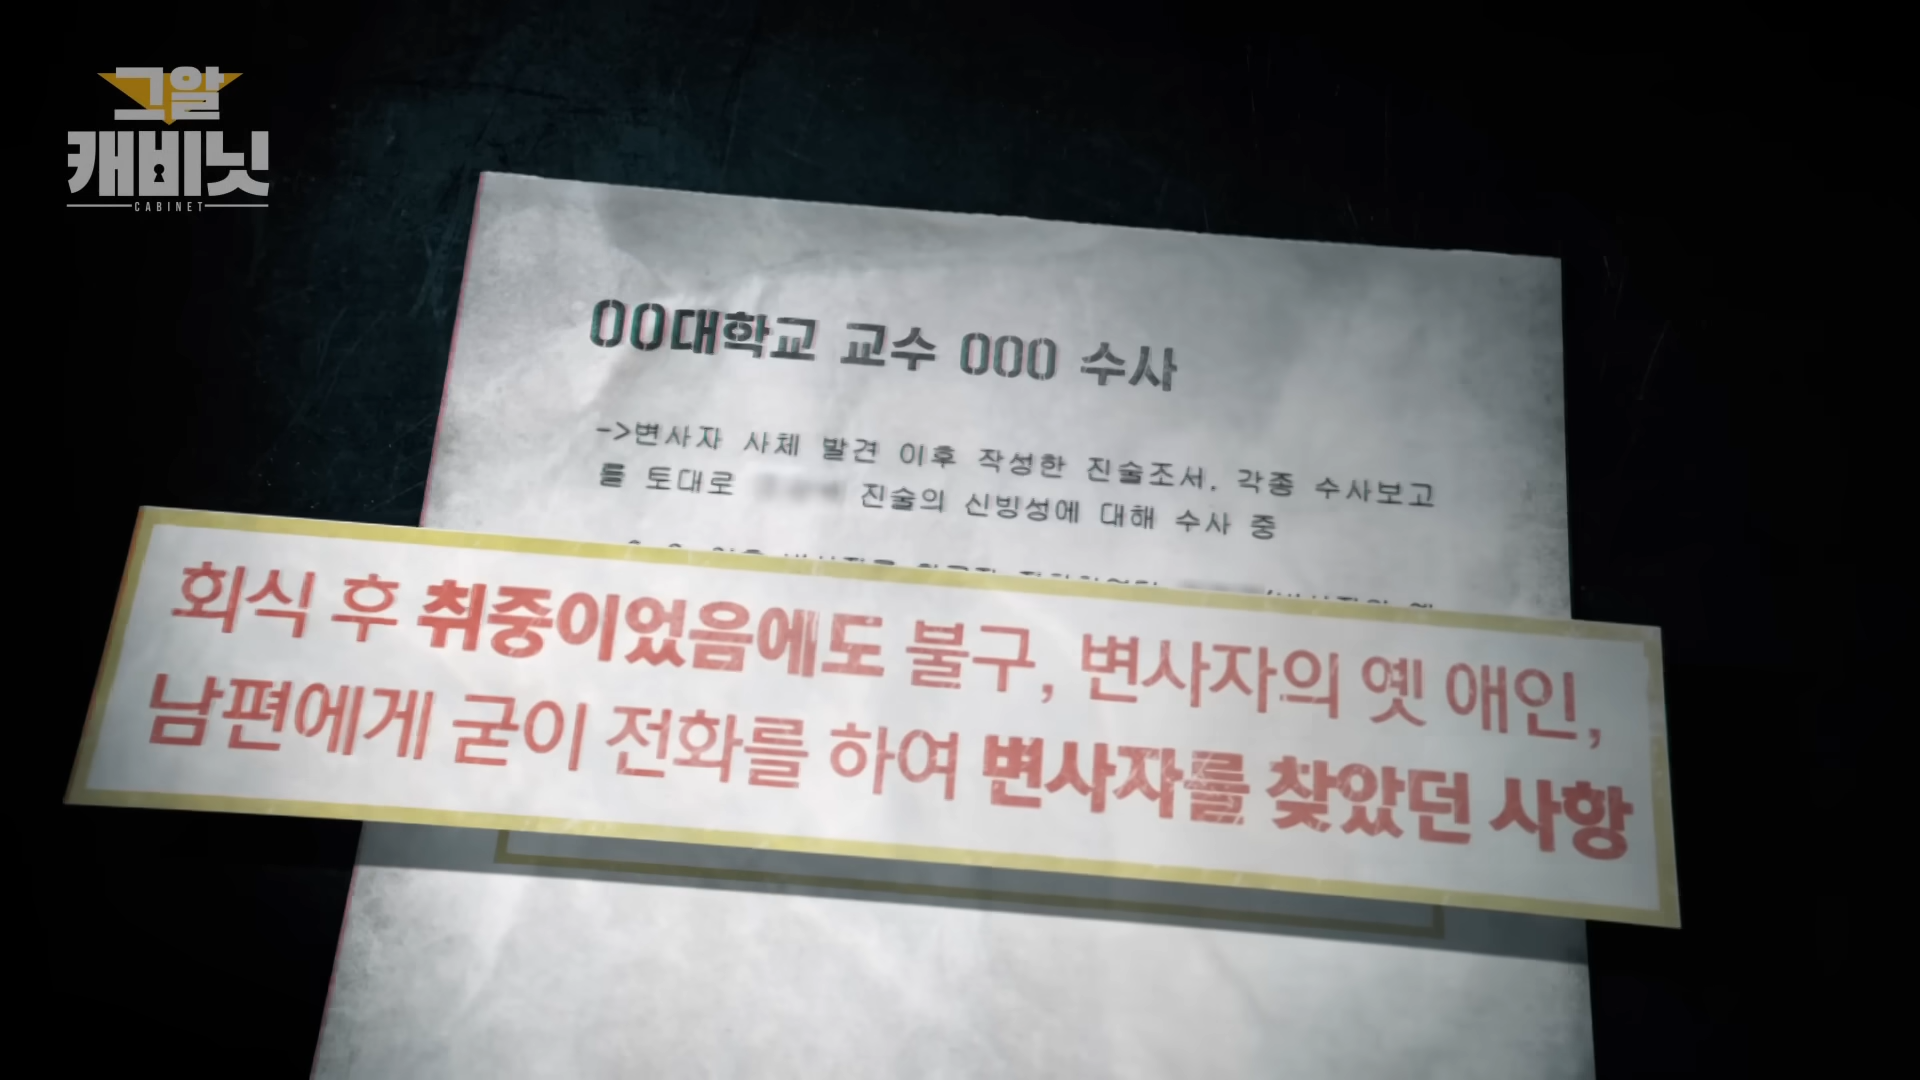 그알
캐비닛
CABINET
00대학교 교수 000 수사
->변사자 사체 발견 이후 작성한 진술조서, 각종 수사보고
를 토대로 진술의 신빙성에 대해 수사 중
회식 후 취중이었음에도 불구, 변사자의 옛 애인,
남편에게 굳이 전화를 하여 변사자를 찾았던 사항